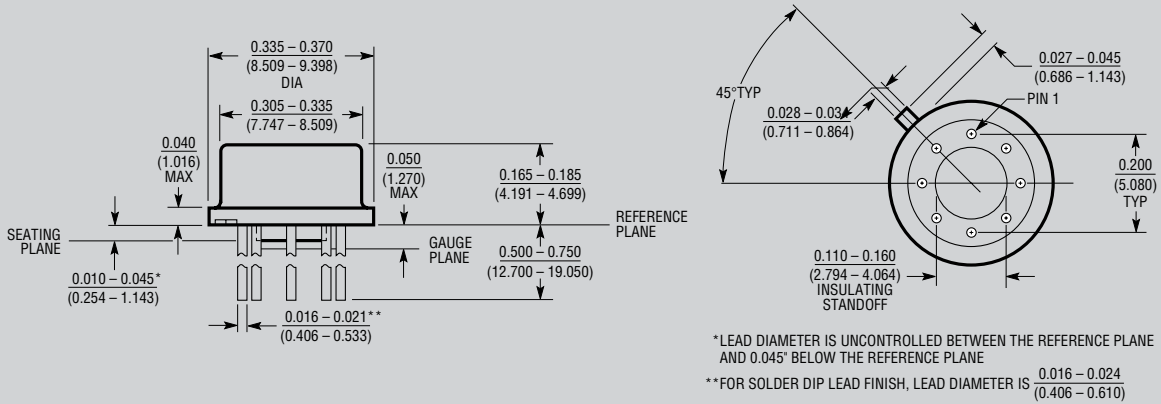 0.335 – 0.370
(8.509 – 9.398)
DIA
0.305 – 0.335
(7.747 – 8.509)
0.040
(1.016)
MAX
0.050
(1.270)
MAX
0.165 – 0.185
(4.191 – 4.699)
SEATING
PLANE
GAUGE
PLANE
REFERENCE
PLANE
0.500 – 0.750
(12.700 – 19.050)
0.010 – 0.045*
(0.254 – 1.143)
0.016 – 0.021**
(0.406 – 0.533)
45°TYP
0.027 – 0.045
(0.686 – 1.143)
PIN 1
0.028 –
(0.711 – 0.864)
0.200
(5.080)
TYP
0.110 – 0.160
(2.794 – 4.064)
INSULATING
STANDOFF
*LEAD DIAMETER IS UNCONTROLLED BETWEEN THE REFERENCE PLANE
AND 0.045" BELOW THE REFERENCE PLANE
**FOR SOLDER DIP LEAD FINISH, LEAD DIAMETER IS
0.016 – 0.024
(0.406 – 0.610)